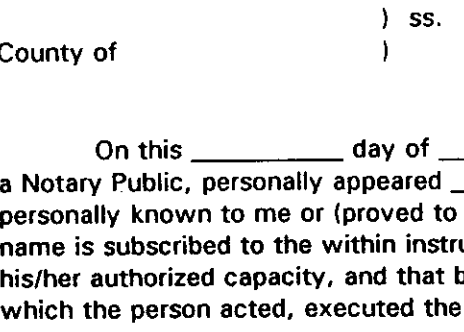 ) ss.
County of )
On this __________ day of __
a Notary Public, personally appeared _
personally known to me or (proved to
name is subscribed to the within instru
his/her authorized capacity, and that b
which the person acted, executed the